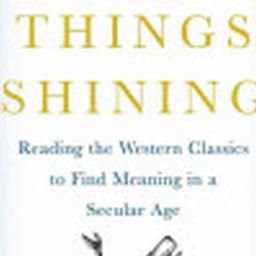 THINGS
SHINING
Reading the Western Classics
to Find Meaning in a
Secular Age